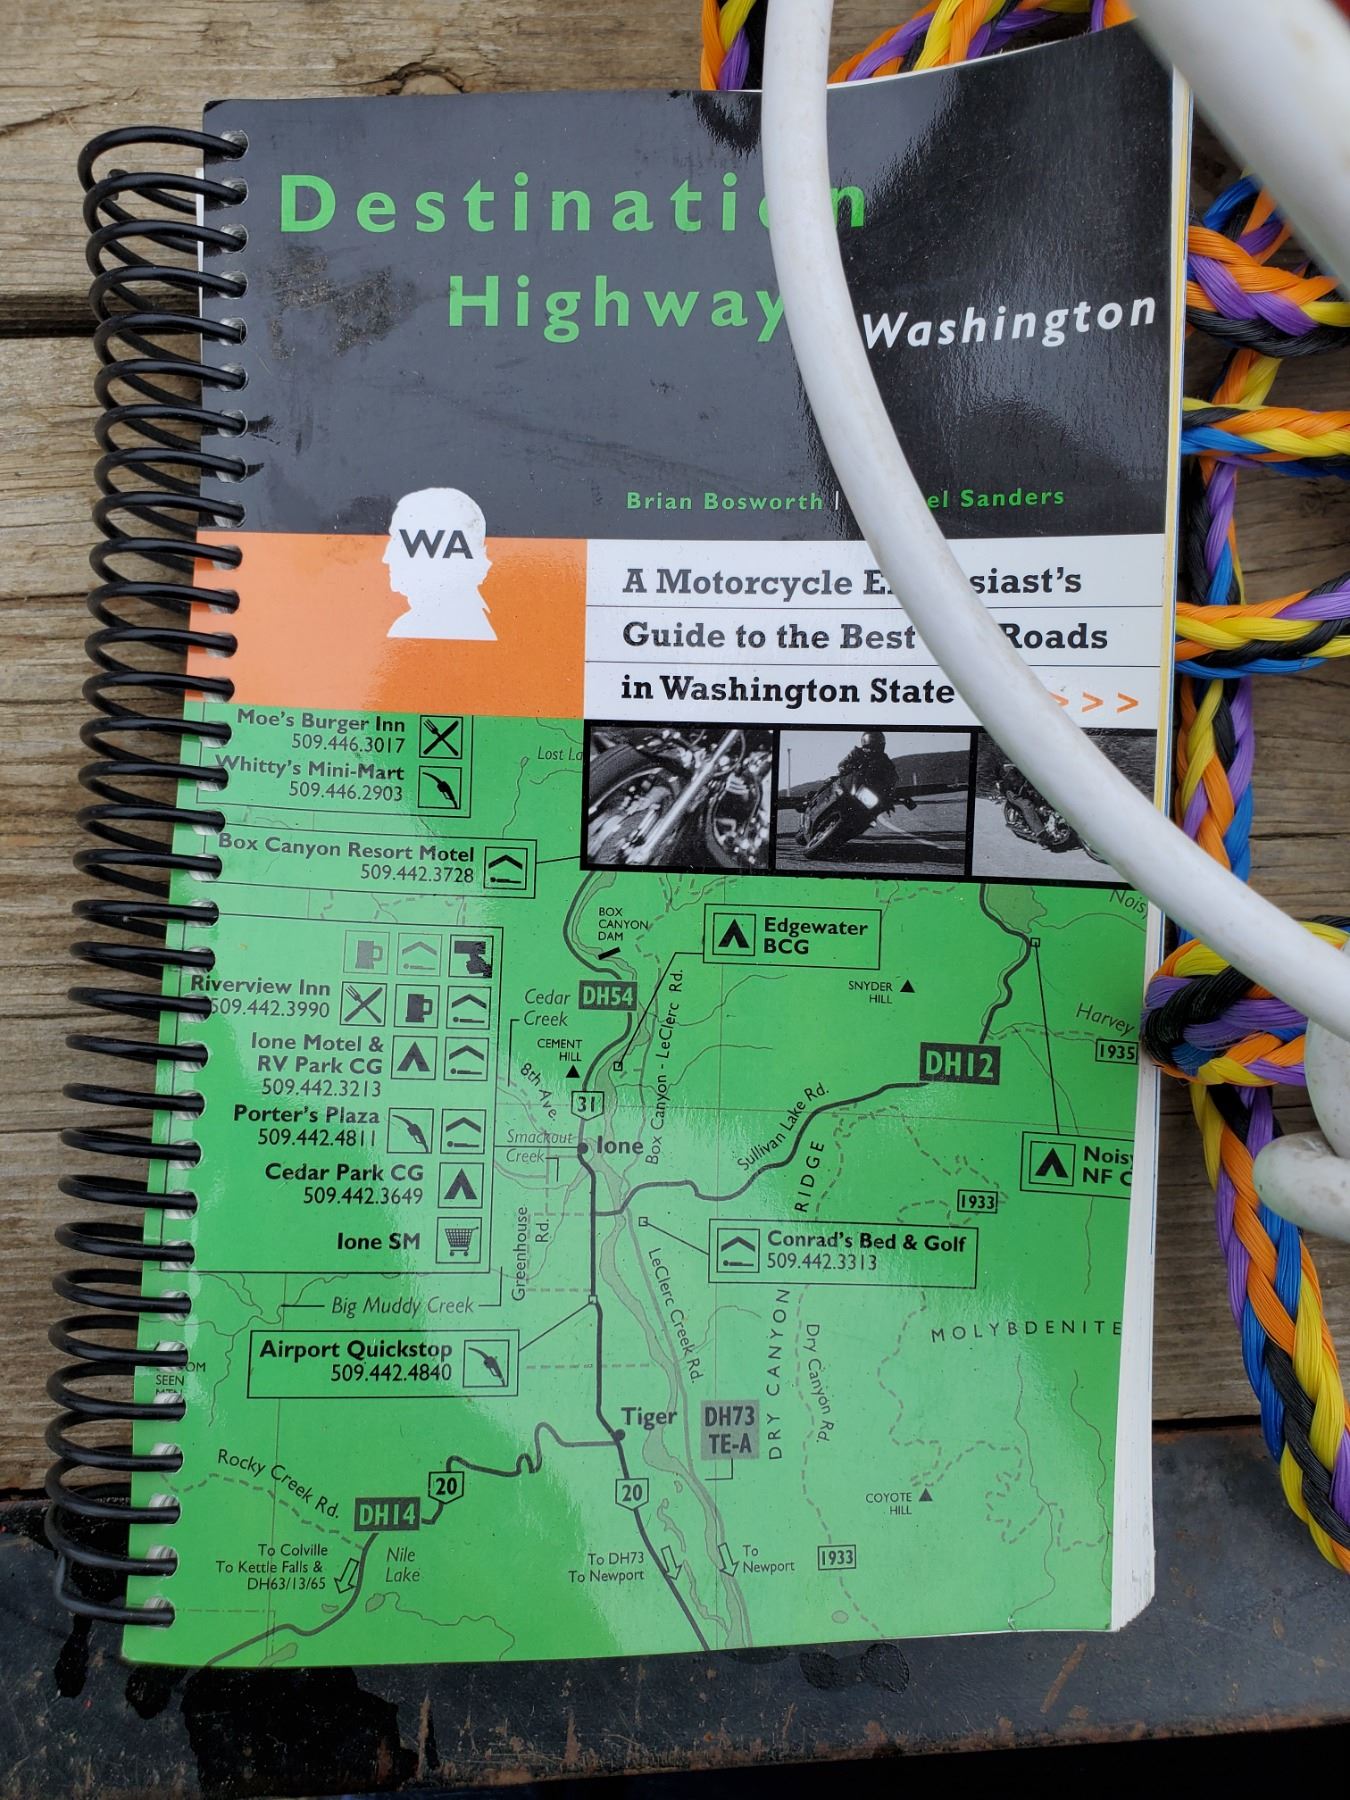 Destination
Highway
Washington
Brian Bosworth | el Sanders
WA
A Motorcycle
Guide to the Best Roads
in Washington State
> > >
Moe's Burger Inn
509.446.3017
Whitty's Mini-Mart
509.446.2903
Box Canyon Resort Motel
509.442.3728
Lost
BOX
CANYON
DAM
Edgewater
BCG
Riverview Inn
509.442.3990
Cedar
Creek
DH54
CEMENT
HILL
SNYDER
HILL
Harvey
1935
DH12
Ione Motel &
RV Park CG
509.442.3213
8th Ave.
31
Box Canyon - LeClerc Rd.
Sullivan Lake Rd.
Porter's Plaza
509.442.4811
Smackout
Creek
Ione
NF
Cedar Park CG
509.442.3649
RIDGE
1933
Ione SM
Greenhouse
Rd.
Conrad's Bed & Golf
509.442.3313
LeClerc Creek Rd.
Big Muddy Creek
DRY CANYON
Dry Canyon Rd.
MOLYBDENITE
Airport Quickstop
509.442.4840
SEEN
Tiger
DH73
TE-A
Rocky Creek Rd.
20
20
COYOTE
HILL
DH14
To Colville
To Kettle Falls &
DH63/13/65
Nile
Lake
To DH73
To Newport
To
Newport
1933